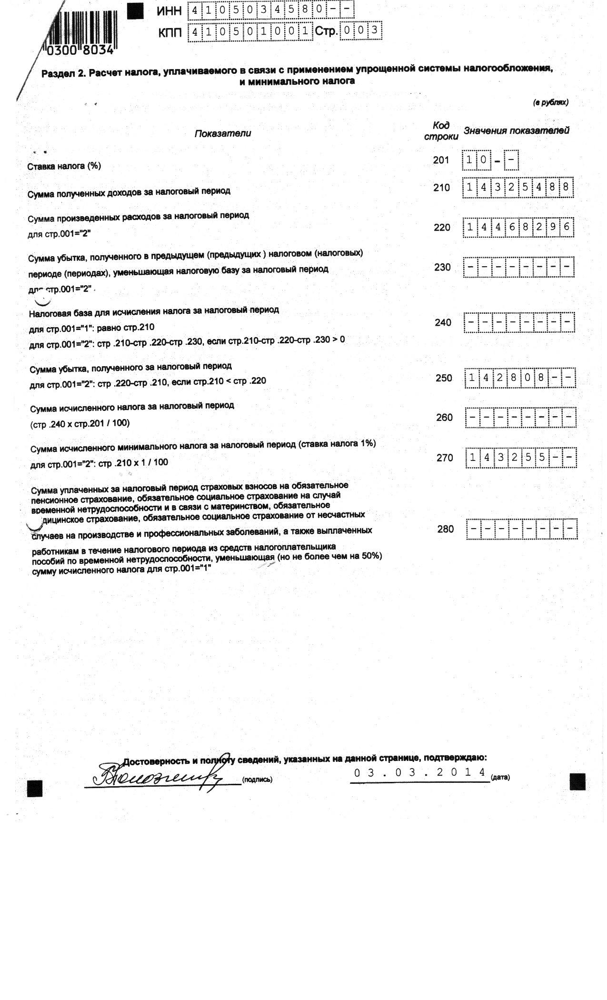 ИНН 4105034580--
КПП 410501001 Стр. 003
0300 8034
Раздел 2. Расчет налога, уплачиваемого в связи с применением упрощенной системы налогообложения,
и минимального налога
(в рублях)
Показатели Код строки Значения показателей
Ставка налога (%) 201 10 - -
Сумма полученных доходов за налоговый период 210 14325488
Сумма произведенных расходов за налоговый период
для стр.001="2" 220 14468296
Сумма убытка, полученного в предыдущем (предыдущих ) налоговом (налоговых)
периоде (периодах), уменьшающая налоговую базу за налоговый период 230 --------
для стр.001="2"
Налоговая база для исчисления налога за налоговый период
для стр.001="1": равно стр.210 240 --------
для стр.001="2": стр .210-стр .220-стр .230, если стр.210-стр .220-стр .230 > 0
Сумма убытка, полученного за налоговый период
для стр.001="2": стр .220-стр .210, если стр.210 < стр .220 250 142808--
Сумма исчисленного налога за налоговый период
(стр .240 x стр.201 / 100) 260 --------
Сумма исчисленного минимального налога за налоговый период (ставка налога 1%)
для стр.001="2": стр .210 x 1 / 100 270 143255--
Сумма уплаченных за налоговый период страховых взносов на обязательное
пенсионное страхование, обязательное социальное страхование на случай
временной нетрудоспособности и в связи с материнством, обязательное
дицинское страхование, обязательное социальное страхование от несчастных
случаев на производстве и профессиональных заболеваний, а также выплаченных 280 --------
работникам в течение налогового периода из средств налогоплательщика
пособий по временной нетрудоспособности, уменьшающая (но не более чем на 50%)
сумму исчисленного налога для стр.001="1"
Достоверность и полноту сведений, указанных на данной странице, подтверждаю:
(подпись) 03.03.2014 (дата)